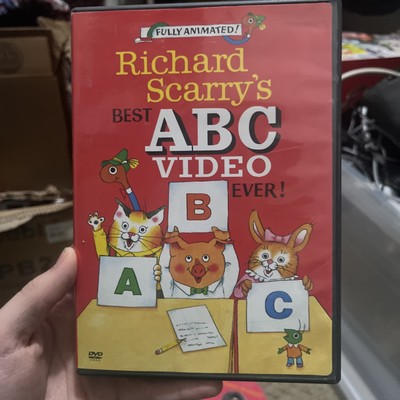 FULLY ANIMATED!
Richard
Scarry's
BEST ABC
VIDEO
EVER!
B
A
C
DVD